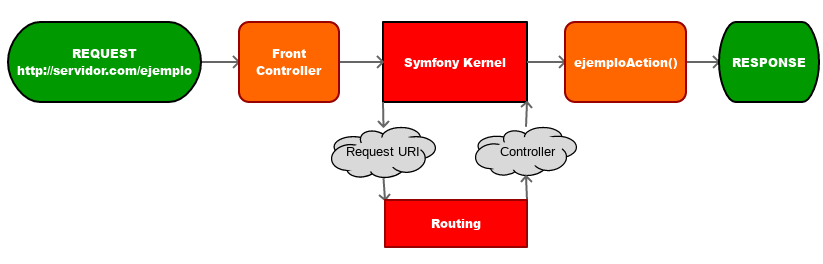 REQUEST
http://servidor.com/ejemplo
Front
Controller
Symfony Kernel
ejemploAction()
RESPONSE
Request URI
Controller
Routing